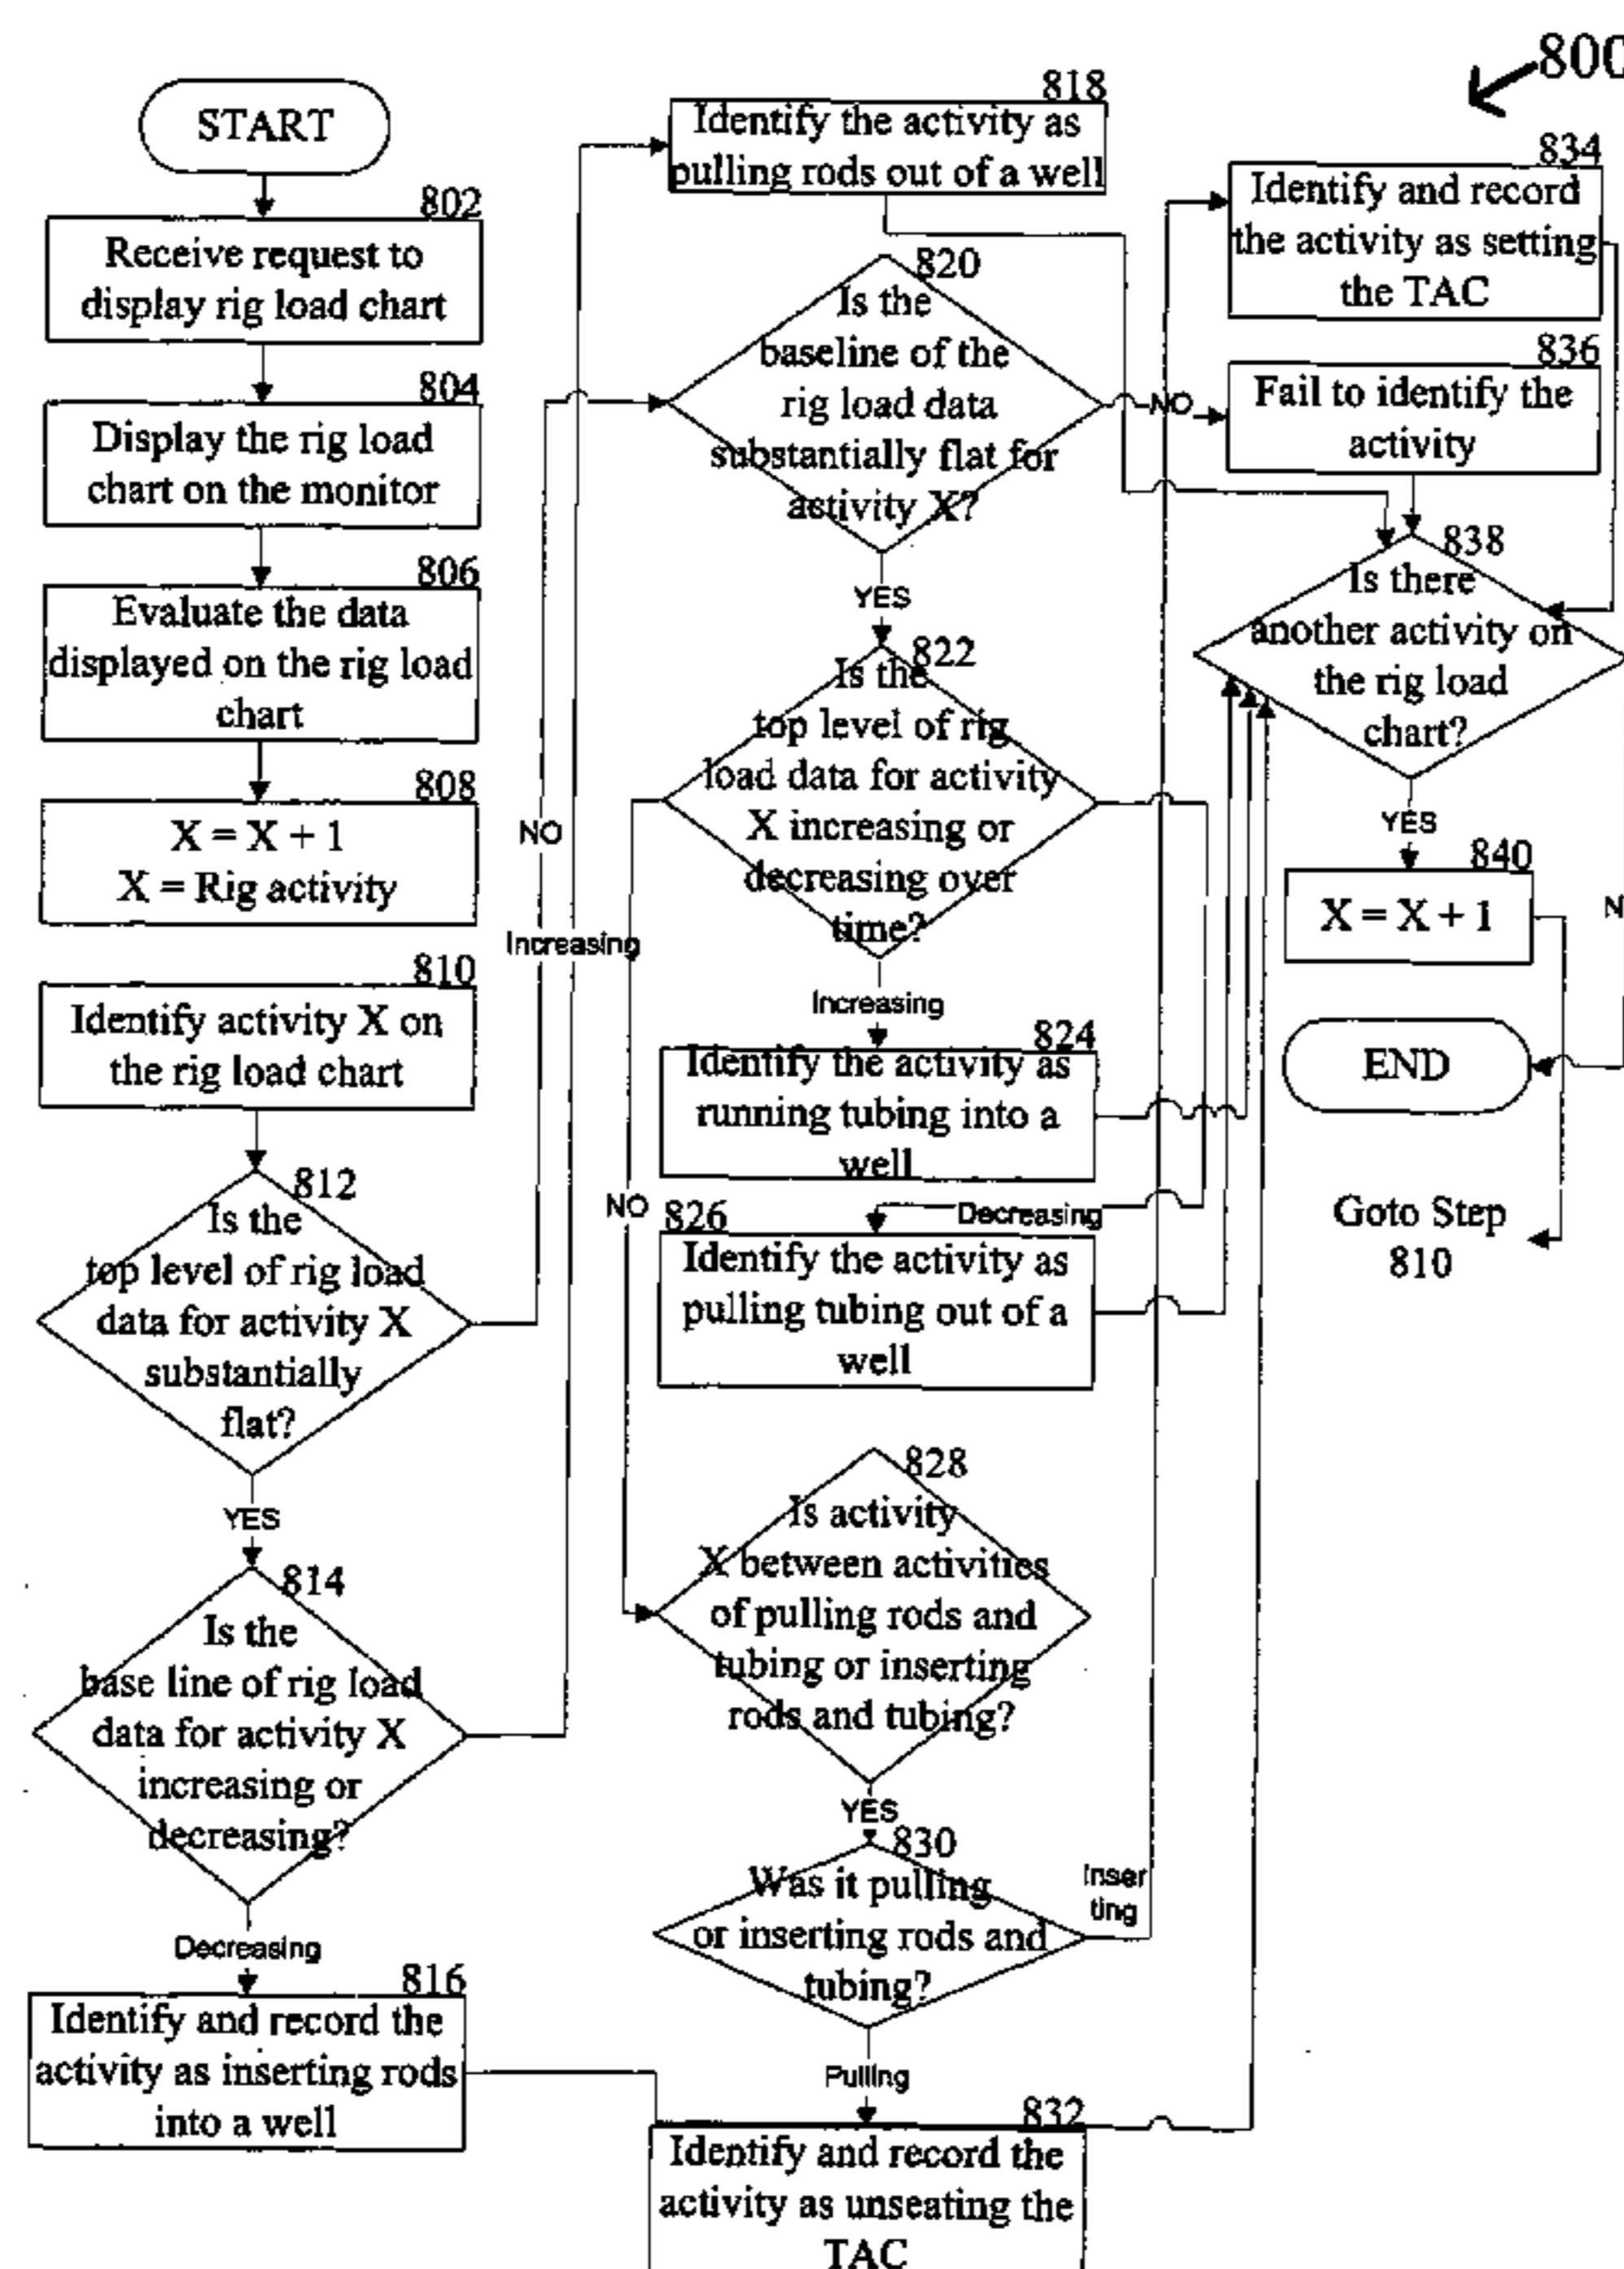 800
START
802
Receive request to
display rig load chart
804
Display the rig load
chart on the monitor
806
Evaluate the data
displayed on the rig load
chart
808
X = X + 1
X = Rig activity
810
Identify activity X on
the rig load chart
812
Is the
top level of rig load
data for activity X
substantially
flat?
NO
YES
814
Is the
base line of rig load
data for activity X
increasing or
decreasing?
Increasing
Decreasing
816
Identify and record the
activity as inserting rods
into a well
818
Identify the activity as
pulling rods out of a well
820
Is the
baseline of the
rig load data
substantially flat for
activity X?
NO
YES
822
Is the
top level of rig
load data for activity
X increasing or
decreasing over
time?
Increasing
824
Identify the activity as
running tubing into a
well
NO
Decreasing
826
Identify the activity as
pulling tubing out of a
well
828
Is activity
X between activities
of pulling rods and
tubing or inserting
rods and tubing?
YES
830
Was it pulling
or inserting rods and
tubing?
Inser
ting
Pulling
832
Identify and record the
activity as unseating the
TAC
834
Identify and record
the activity as setting
the TAC
836
Fail to identify the
activity
838
Is there
another activity on
the rig load
chart?
YES
N
840
X = X + 1
END
Goto Step
810